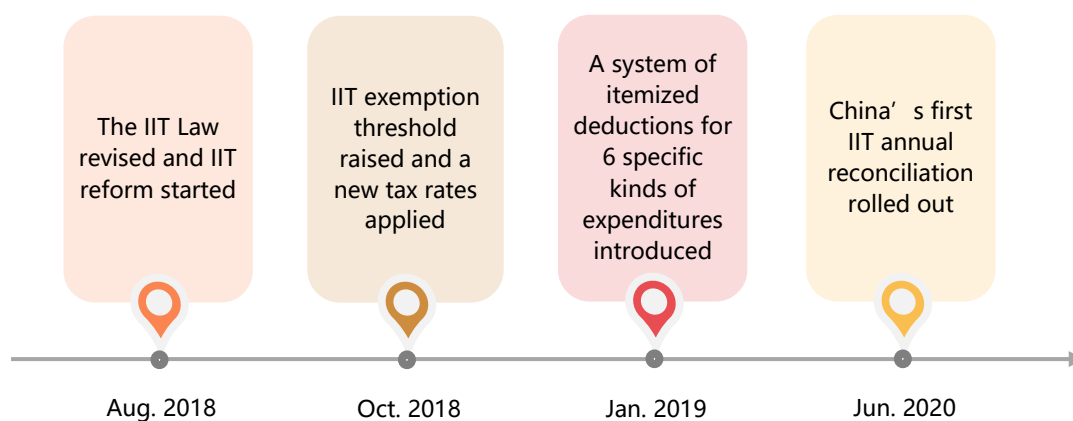 The IIT Law
revised and IIT
reform started
IIT exemption
threshold
raised and a
new tax rates
applied
A system of
itemized
deductions for
6 specific
kinds of
expenditures
introduced
China’s first
IIT annual
reconciliation
rolled out
Aug. 2018
Oct. 2018
Jan. 2019
Jun. 2020